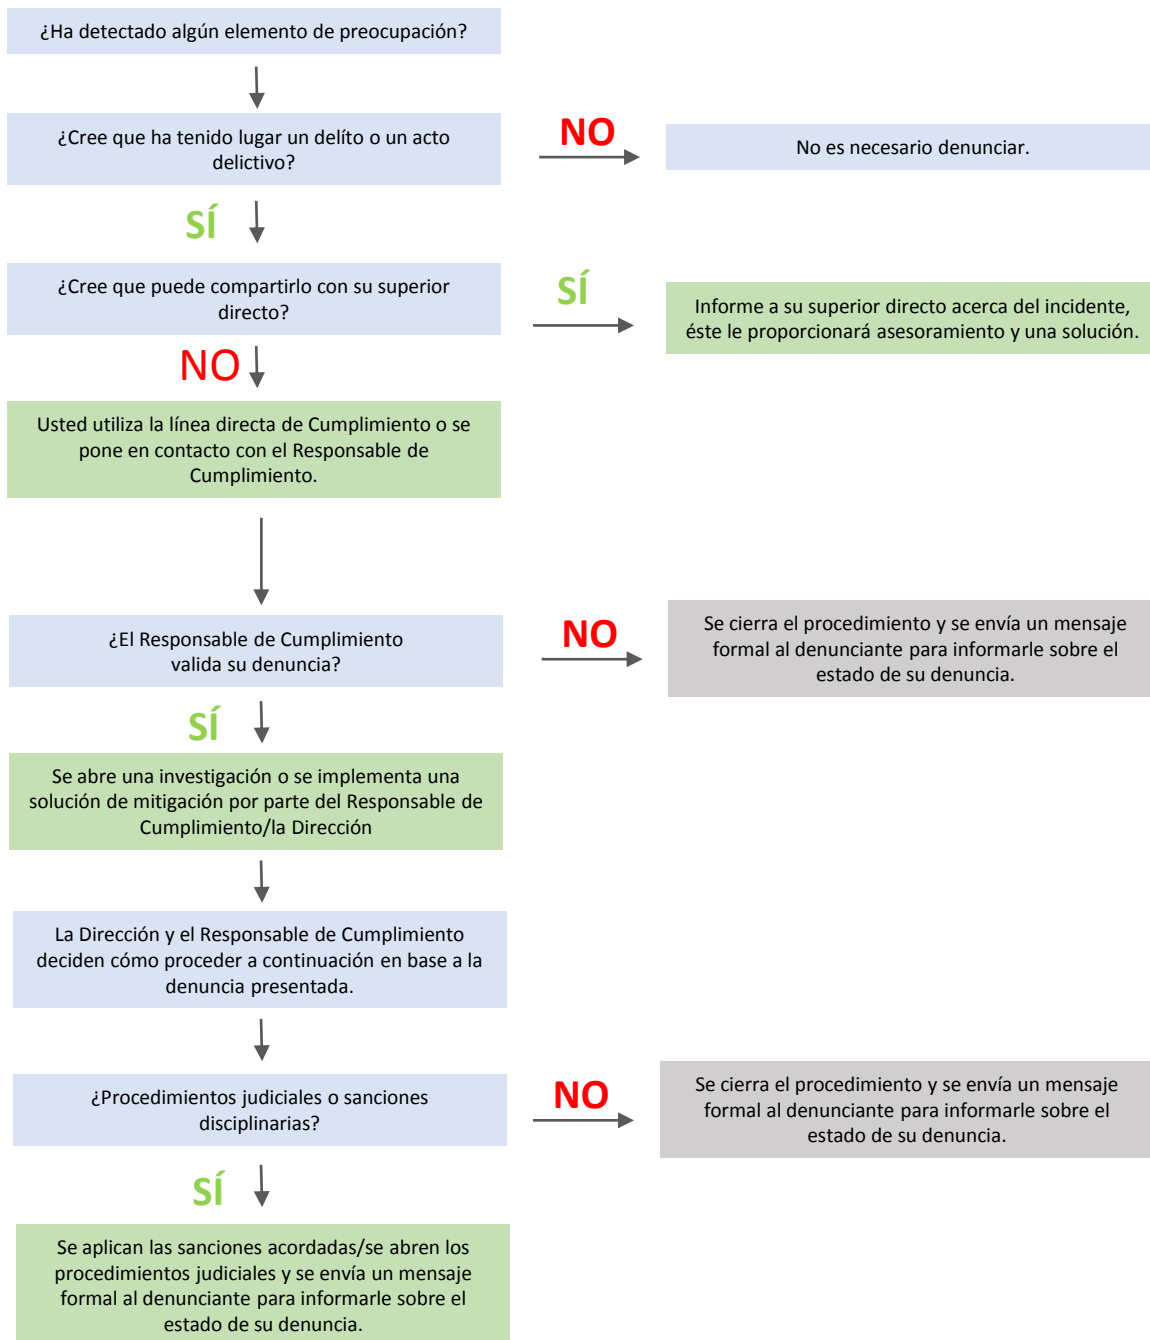 ¿Ha detectado algún elemento de preocupación?
¿Cree que ha tenido lugar un delíto o un acto
delictivo?
NO
No es necesario denunciar.
SÍ
¿Cree que puede compartirlo con su superior
directo?
SÍ
Informe a su superior directo acerca del incidente,
éste le proporcionará asesoramiento y una solución.
NO
Usted utiliza la línea directa de Cumplimiento o se
pone en contacto con el Responsable de
Cumplimiento.
¿El Responsable de Cumplimiento
valida su denuncia?
NO
Se cierra el procedimiento y se envía un mensaje
formal al denunciante para informarle sobre el
estado de su denuncia.
SÍ
Se abre una investigación o se implementa una
solución de mitigación por parte del Responsable de
Cumplimiento/la Dirección
La Dirección y el Responsable de Cumplimiento
deciden cómo proceder a continuación en base a la
denuncia presentada.
¿Procedimientos judiciales o sanciones
disciplinarias?
NO
Se cierra el procedimiento y se envía un mensaje
formal al denunciante para informarle sobre el
estado de su denuncia.
SÍ
Se aplican las sanciones acordadas/se abren los
procedimientos judiciales y se envía un mensaje
formal al denunciante para informarle sobre el
estado de su denuncia.